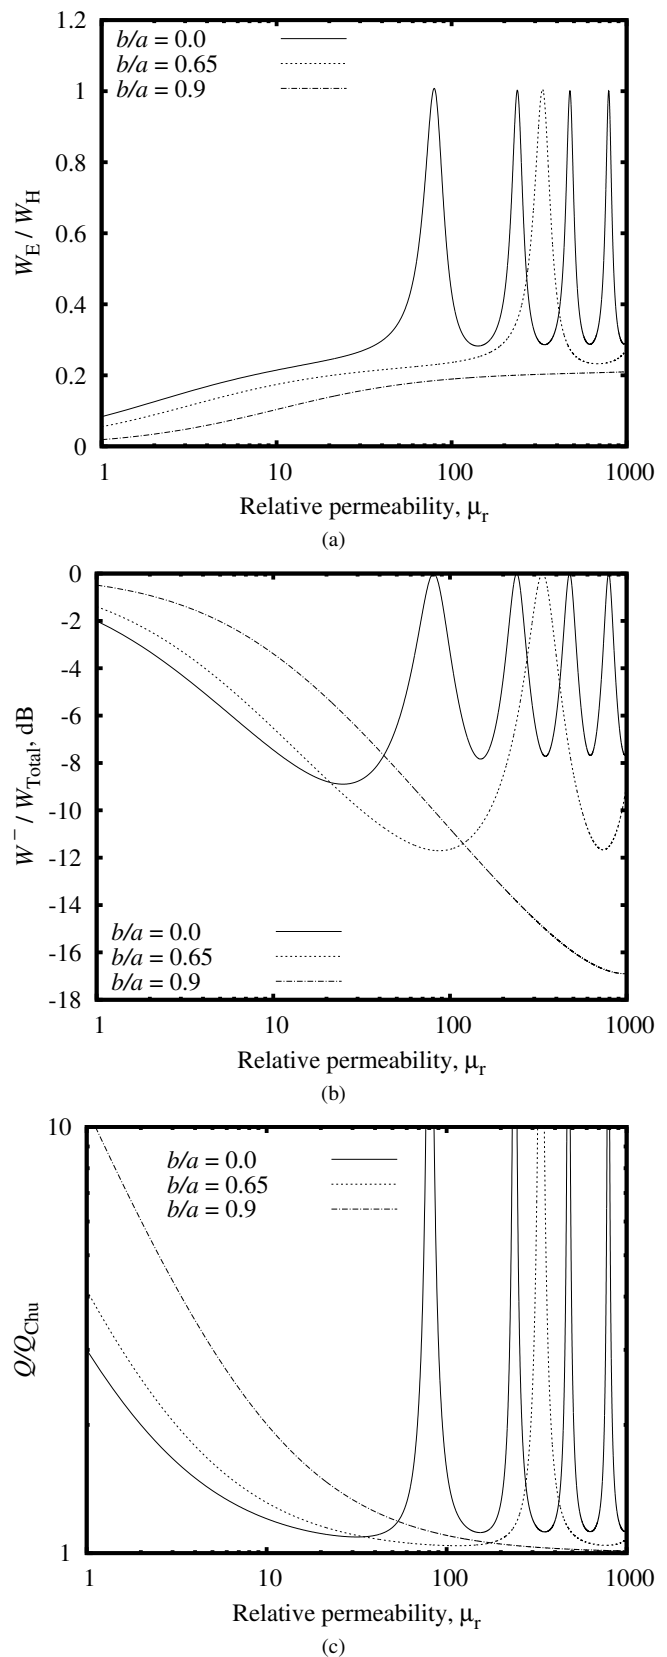 1.2
1
0.8
0.6
0.4
0.2
0
W_E / W_H
b/a = 0.0
b/a = 0.65
b/a = 0.9
1 10 100 1000
Relative permeability, μ_r
(a)
0
-2
-4
-6
-8
-10
-12
-14
-16
-18
W^− / W_Total, dB
b/a = 0.0
b/a = 0.65
b/a = 0.9
1 10 100 1000
Relative permeability, μ_r
(b)
10
1
Q/Q_Chu
b/a = 0.0
b/a = 0.65
b/a = 0.9
1 10 100 1000
Relative permeability, μ_r
(c)